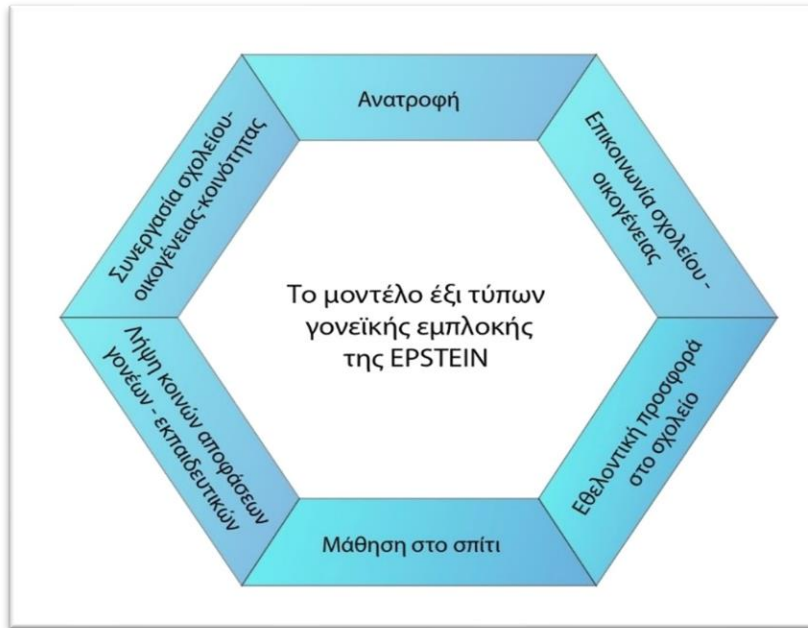 Ανατροφή
Επικοινωνία σχολείου -
οικογένειας
Εθελοντική προσφορά
στο σχολείο
Μάθηση στο σπίτι
Λήψη κοινών αποφάσεων
γονέων - εκπαιδευτικών
Συνεργασία σχολείου-
οικογένειας-κοινότητας
Το μοντέλο έξι τύπων
γονεϊκής εμπλοκής
της EPSTEIN